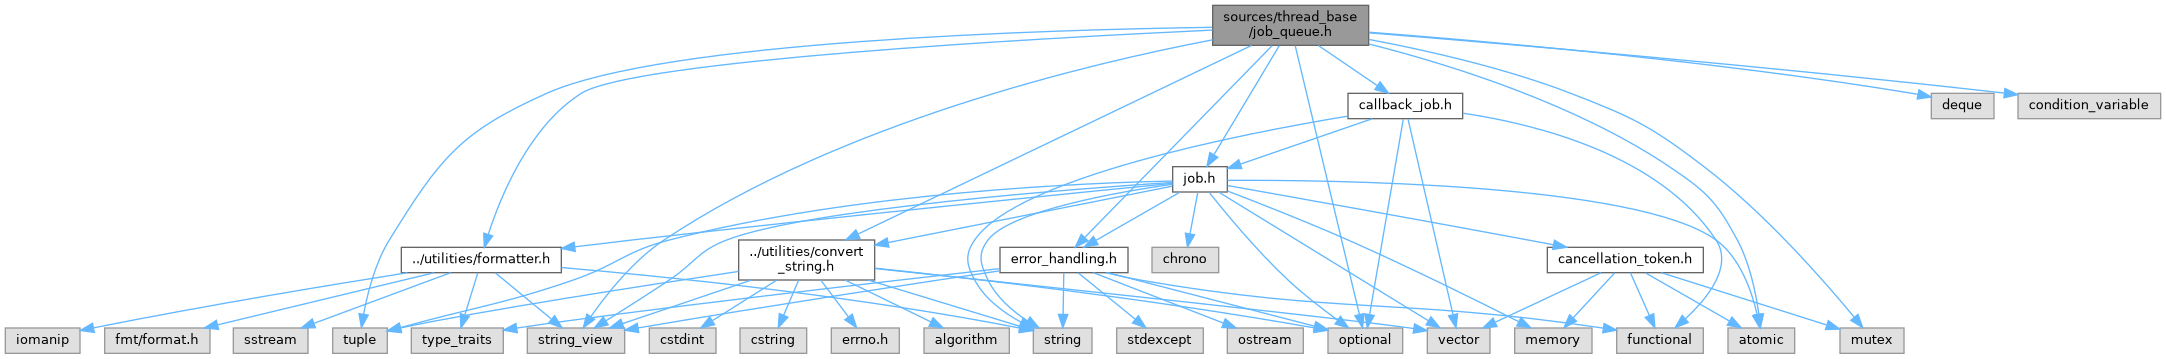 sources/thread_base
/job_queue.h
callback_job.h
deque
condition_variable
job.h
../utilities/formatter.h
../utilities/convert
_string.h
error_handling.h
chrono
cancellation_token.h
iomanip
fmt/format.h
sstream
tuple
type_traits
string_view
cstdint
cstring
errno.h
algorithm
string
stdexcept
ostream
optional
vector
memory
functional
atomic
mutex